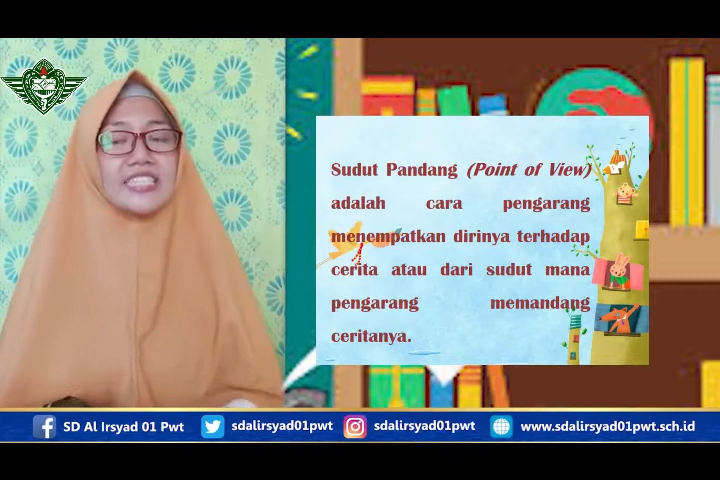 Sudut Pandang (Point of View)
adalah cara pengarang
menempatkan dirinya terhadap
cerita atau dari sudut mana
pengarang memandang
ceritanya.
SD Al Irsyad 01 Pwt sdalirsyad01pwt sdalirsyad01pwt www.sdalirsyad01pwt.sch.id